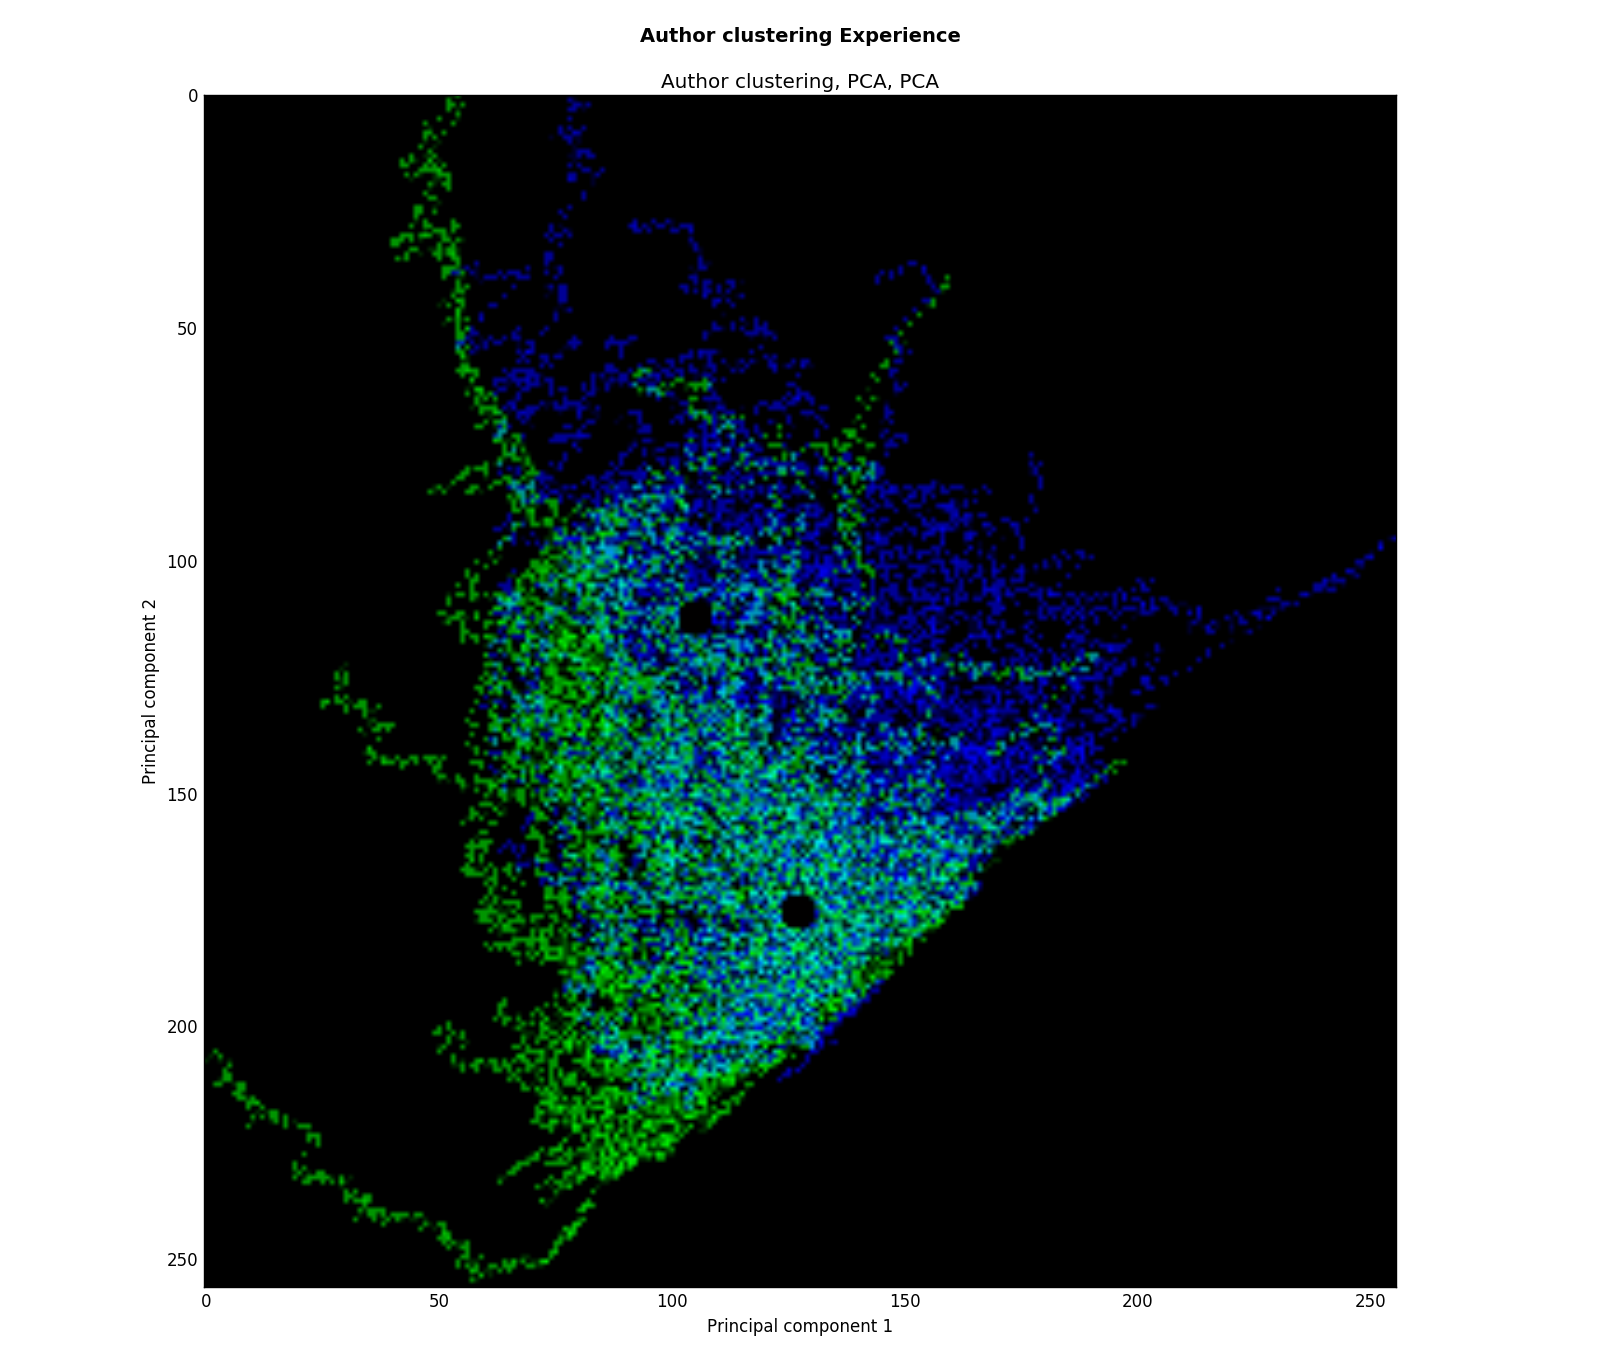 Author clustering Experience
Author clustering, PCA, PCA
0
50
100
150
200
250
Principal component 2
0 50 100 150 200 250
Principal component 1